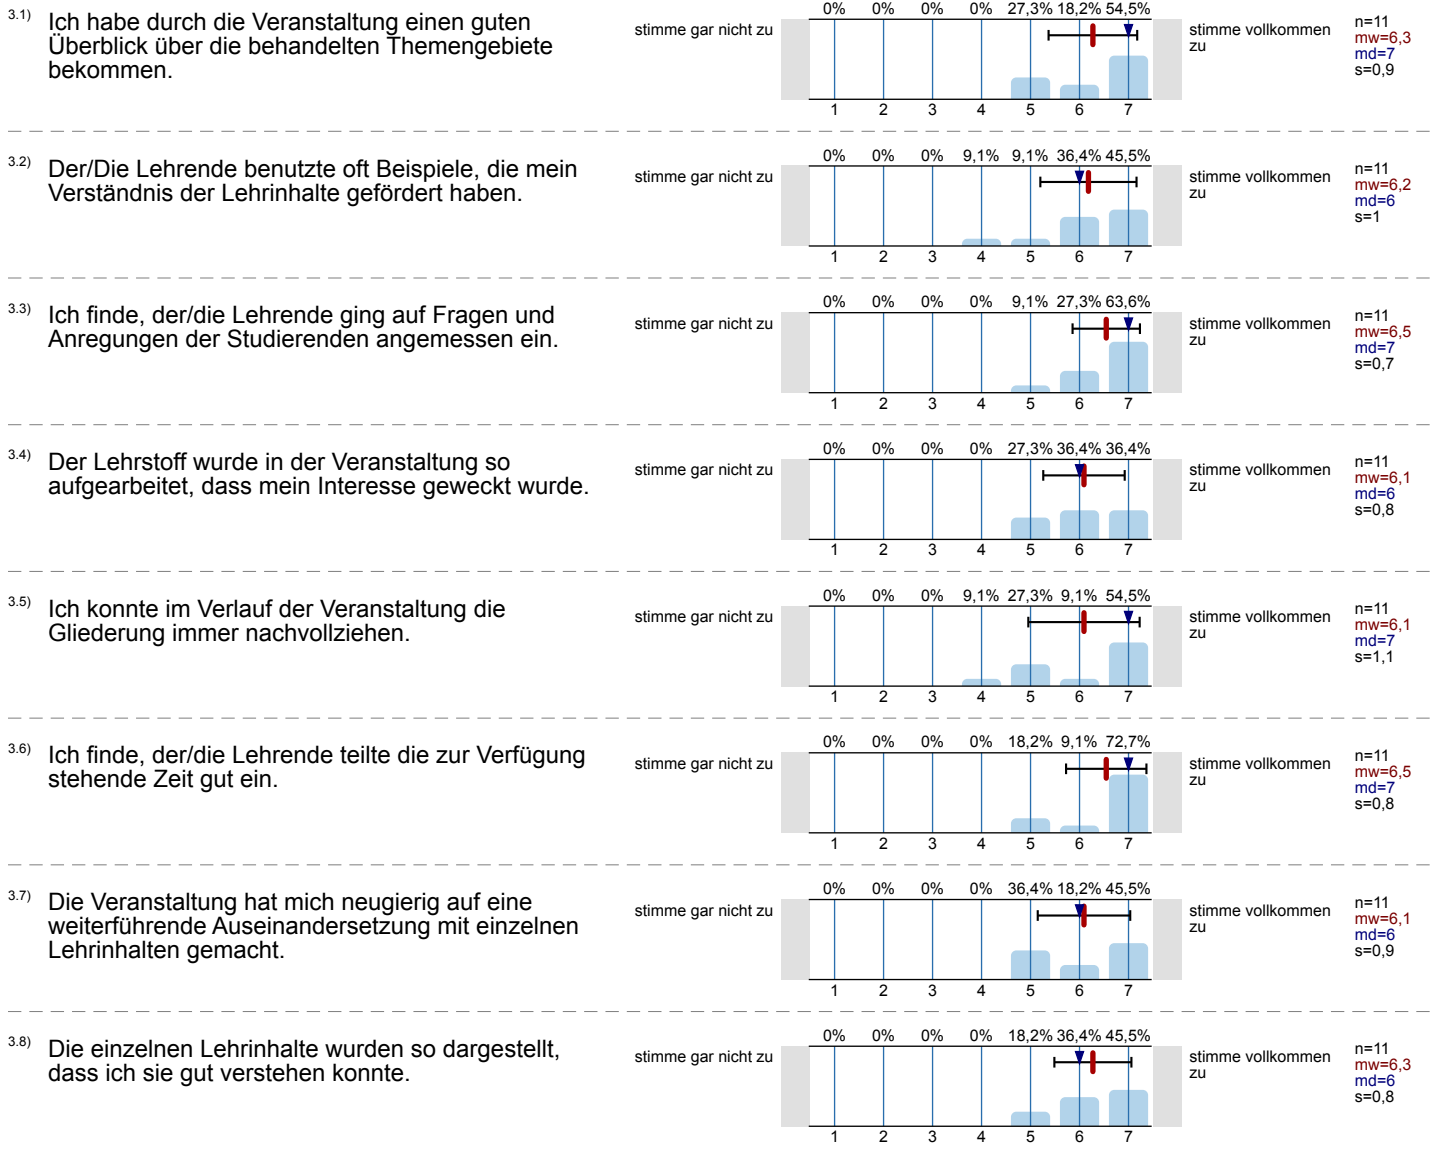 3.1) Ich habe durch die Veranstaltung einen guten
Überblick über die behandelten Themengebiete
bekommen.
stimme gar nicht zu
0% 0% 0% 0% 27,3% 18,2% 54,5%
1 2 3 4 5 6 7
stimme vollkommen
zu
n=11
mw=6,3
md=7
s=0,9
3.2) Der/Die Lehrende benutzte oft Beispiele, die mein
Verständnis der Lehrinhalte gefördert haben.
stimme gar nicht zu
0% 0% 0% 9,1% 9,1% 36,4% 45,5%
1 2 3 4 5 6 7
stimme vollkommen
zu
n=11
mw=6,2
md=6
s=1
3.3) Ich finde, der/die Lehrende ging auf Fragen und
Anregungen der Studierenden angemessen ein.
stimme gar nicht zu
0% 0% 0% 0% 9,1% 27,3% 63,6%
1 2 3 4 5 6 7
stimme vollkommen
zu
n=11
mw=6,5
md=7
s=0,7
3.4) Der Lehrstoff wurde in der Veranstaltung so
aufgearbeitet, dass mein Interesse geweckt wurde.
stimme gar nicht zu
0% 0% 0% 0% 27,3% 36,4% 36,4%
1 2 3 4 5 6 7
stimme vollkommen
zu
n=11
mw=6,1
md=6
s=0,8
3.5) Ich konnte im Verlauf der Veranstaltung die
Gliederung immer nachvollziehen.
stimme gar nicht zu
0% 0% 0% 9,1% 27,3% 9,1% 54,5%
1 2 3 4 5 6 7
stimme vollkommen
zu
n=11
mw=6,1
md=7
s=1,1
3.6) Ich finde, der/die Lehrende teilte die zur Verfügung
stehende Zeit gut ein.
stimme gar nicht zu
0% 0% 0% 0% 18,2% 9,1% 72,7%
1 2 3 4 5 6 7
stimme vollkommen
zu
n=11
mw=6,5
md=7
s=0,8
3.7) Die Veranstaltung hat mich neugierig auf eine
weiterführende Auseinandersetzung mit einzelnen
Lehrinhalten gemacht.
stimme gar nicht zu
0% 0% 0% 0% 36,4% 18,2% 45,5%
1 2 3 4 5 6 7
stimme vollkommen
zu
n=11
mw=6,1
md=6
s=0,9
3.8) Die einzelnen Lehrinhalte wurden so dargestellt,
dass ich sie gut verstehen konnte.
stimme gar nicht zu
0% 0% 0% 0% 18,2% 36,4% 45,5%
1 2 3 4 5 6 7
stimme vollkommen
zu
n=11
mw=6,3
md=6
s=0,8